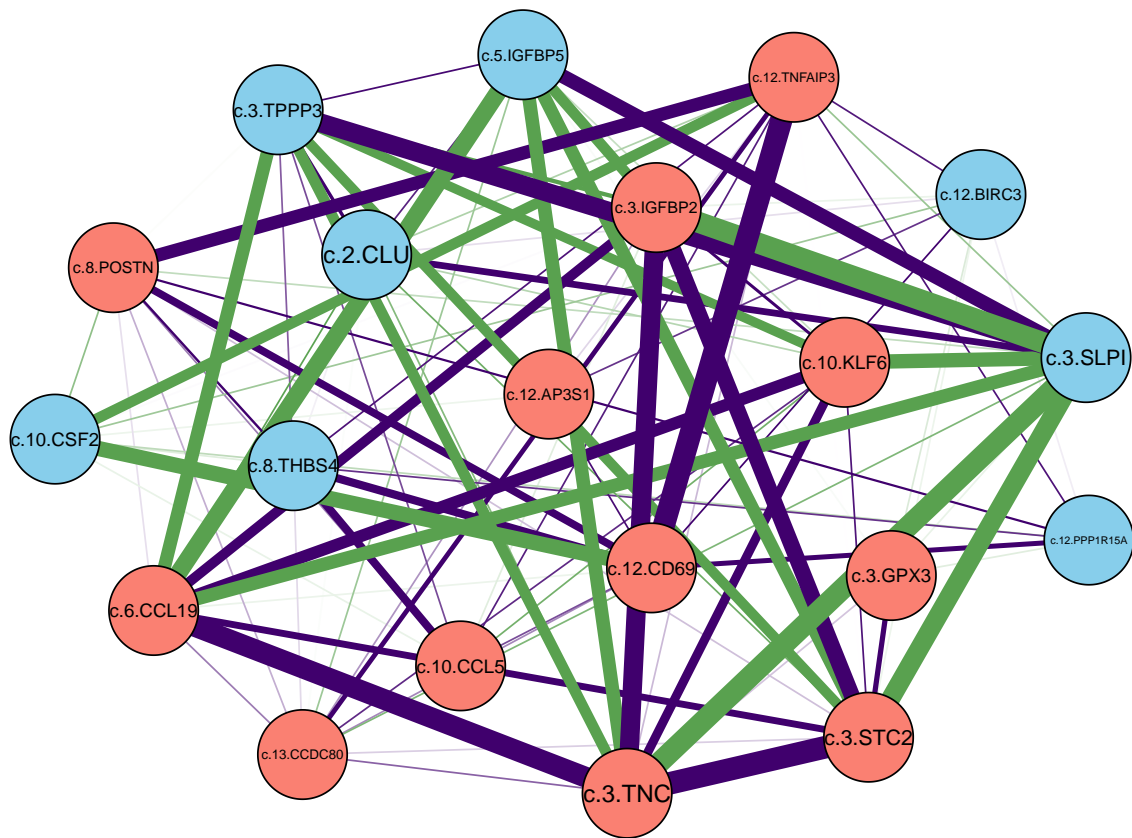 c.5.IGFBP5
c.12.TNFAIP3
c.3.TPPP3
c.12.BIRC3
c.3.IGFBP2
c.2.CLU
c.8.POSTN
c.3.SLPI
c.10.KLF6
c.12.AP3S1
c.10.CSF2
c.8.THBS4
c.12.PPP1R15A
c.12.CD69
c.3.GPX3
c.6.CCL19
c.10.CCL5
c.3.STC2
c.13.CCDC80
c.3.TNC